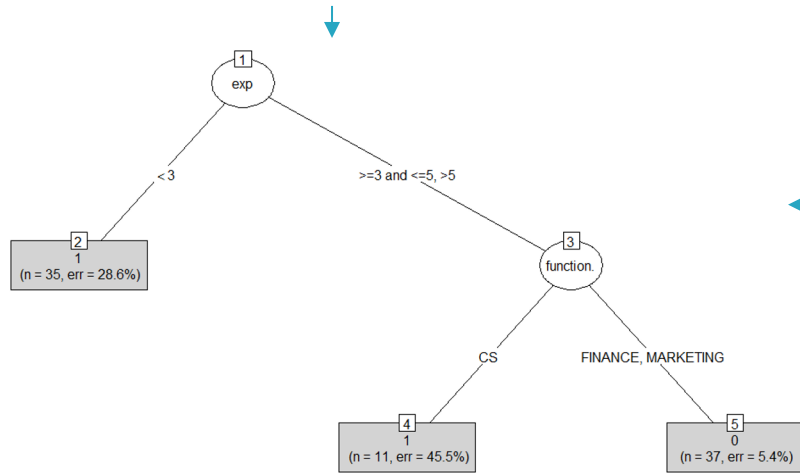 1
exp
<3
>=3 and <=5, >5
2
1
(n = 35, err = 28.6%)
3
function.
CS
FINANCE, MARKETING
4
1
(n = 11, err = 45.5%)
5
0
(n = 37, err = 5.4%)